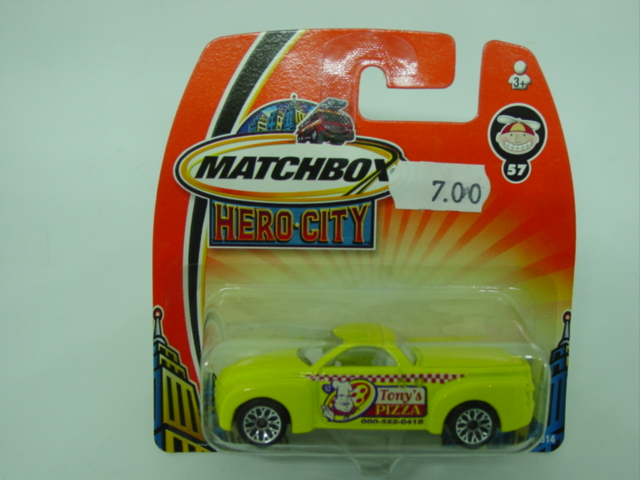 3+
MATCHBOX
7.00
57
HERO·CITY
Tony's
PIZZA
000-555-0418